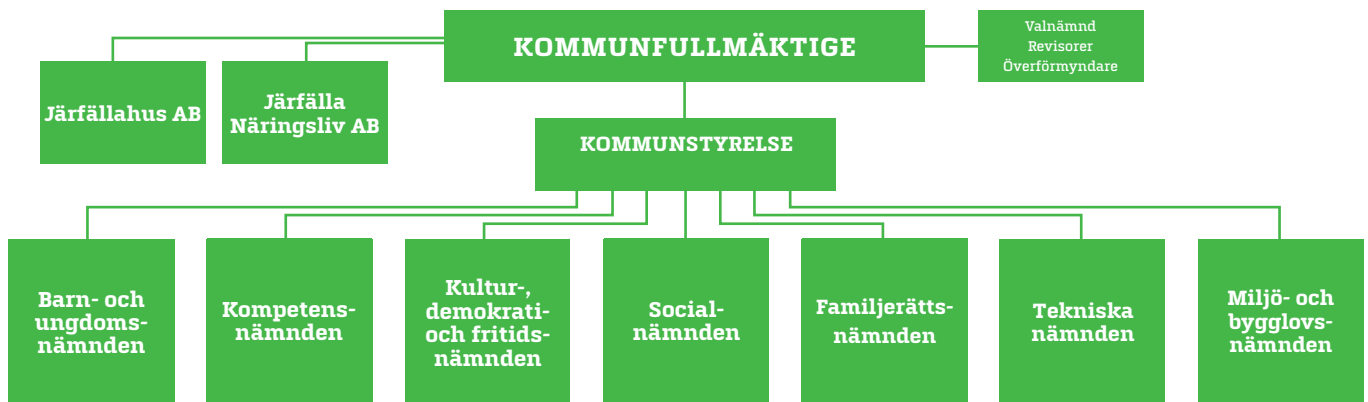 KOMMUNFULLMÄKTIGE
Valnämnd
Revisorer
Överförmyndare
Järfällahus AB
Järfälla
Näringsliv AB
KOMMUNSTYRELSE
Barn- och
ungdoms-
nämnden
Kompetens-
nämnden
Kultur-,
demokrati-
och fritids-
nämnden
Social-
nämnden
Familjerätts-
nämnden
Tekniska
nämnden
Miljö- och
bygglovs-
nämnden